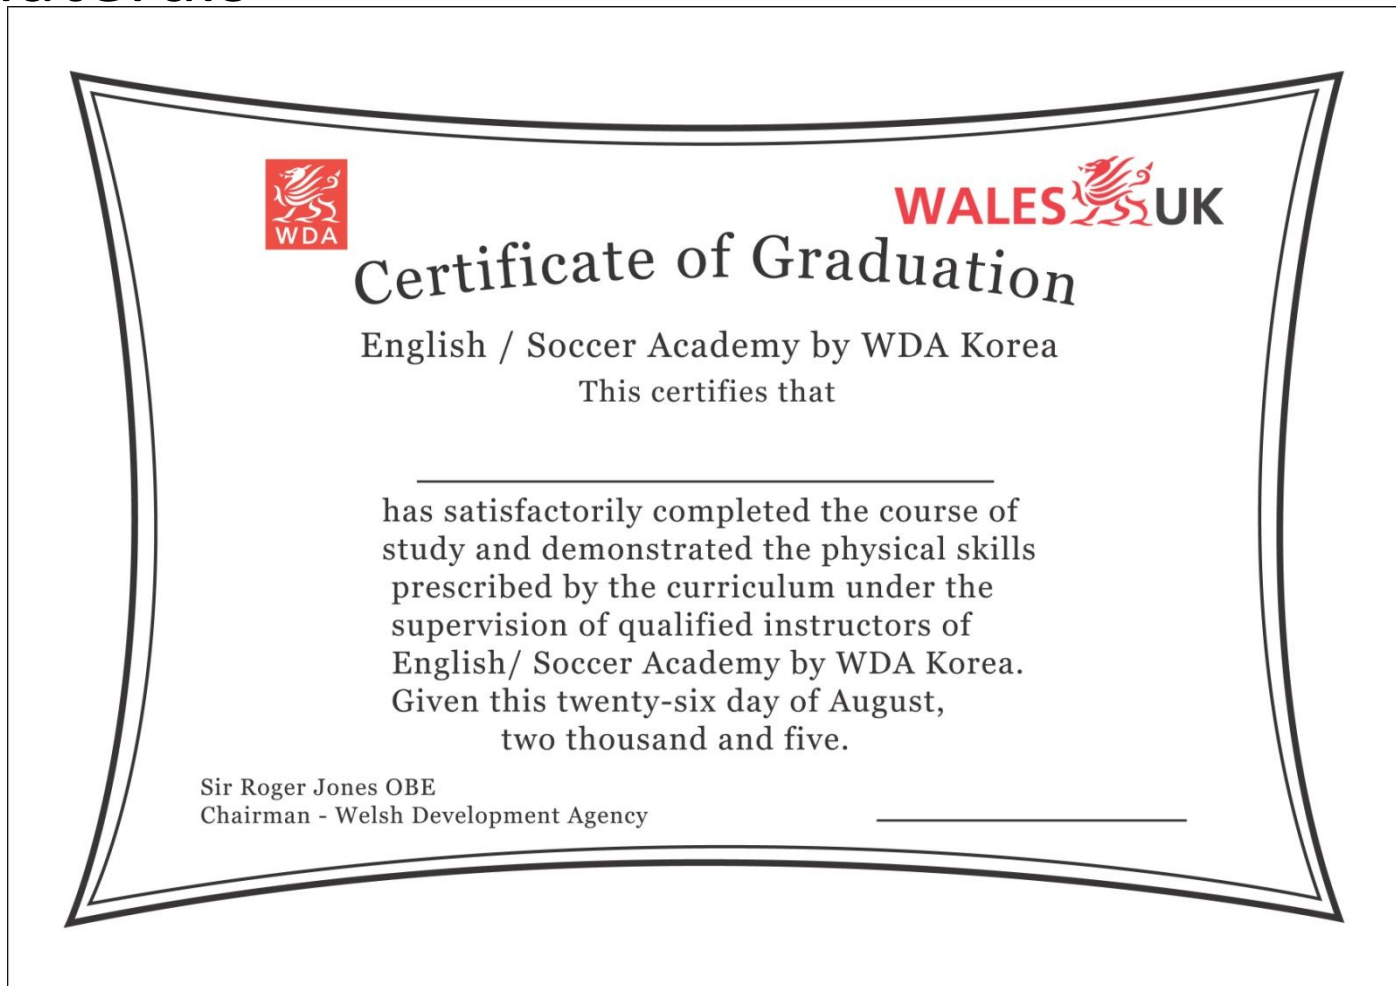 WDA
WALES UK
Certificate of Graduation
English / Soccer Academy by WDA Korea
This certifies that
has satisfactorily completed the course of
study and demonstrated the physical skills
prescribed by the curriculum under the
supervision of qualified instructors of
English/ Soccer Academy by WDA Korea.
Given this twenty-six day of August,
two thousand and five.
Sir Roger Jones OBE
Chairman - Welsh Development Agency